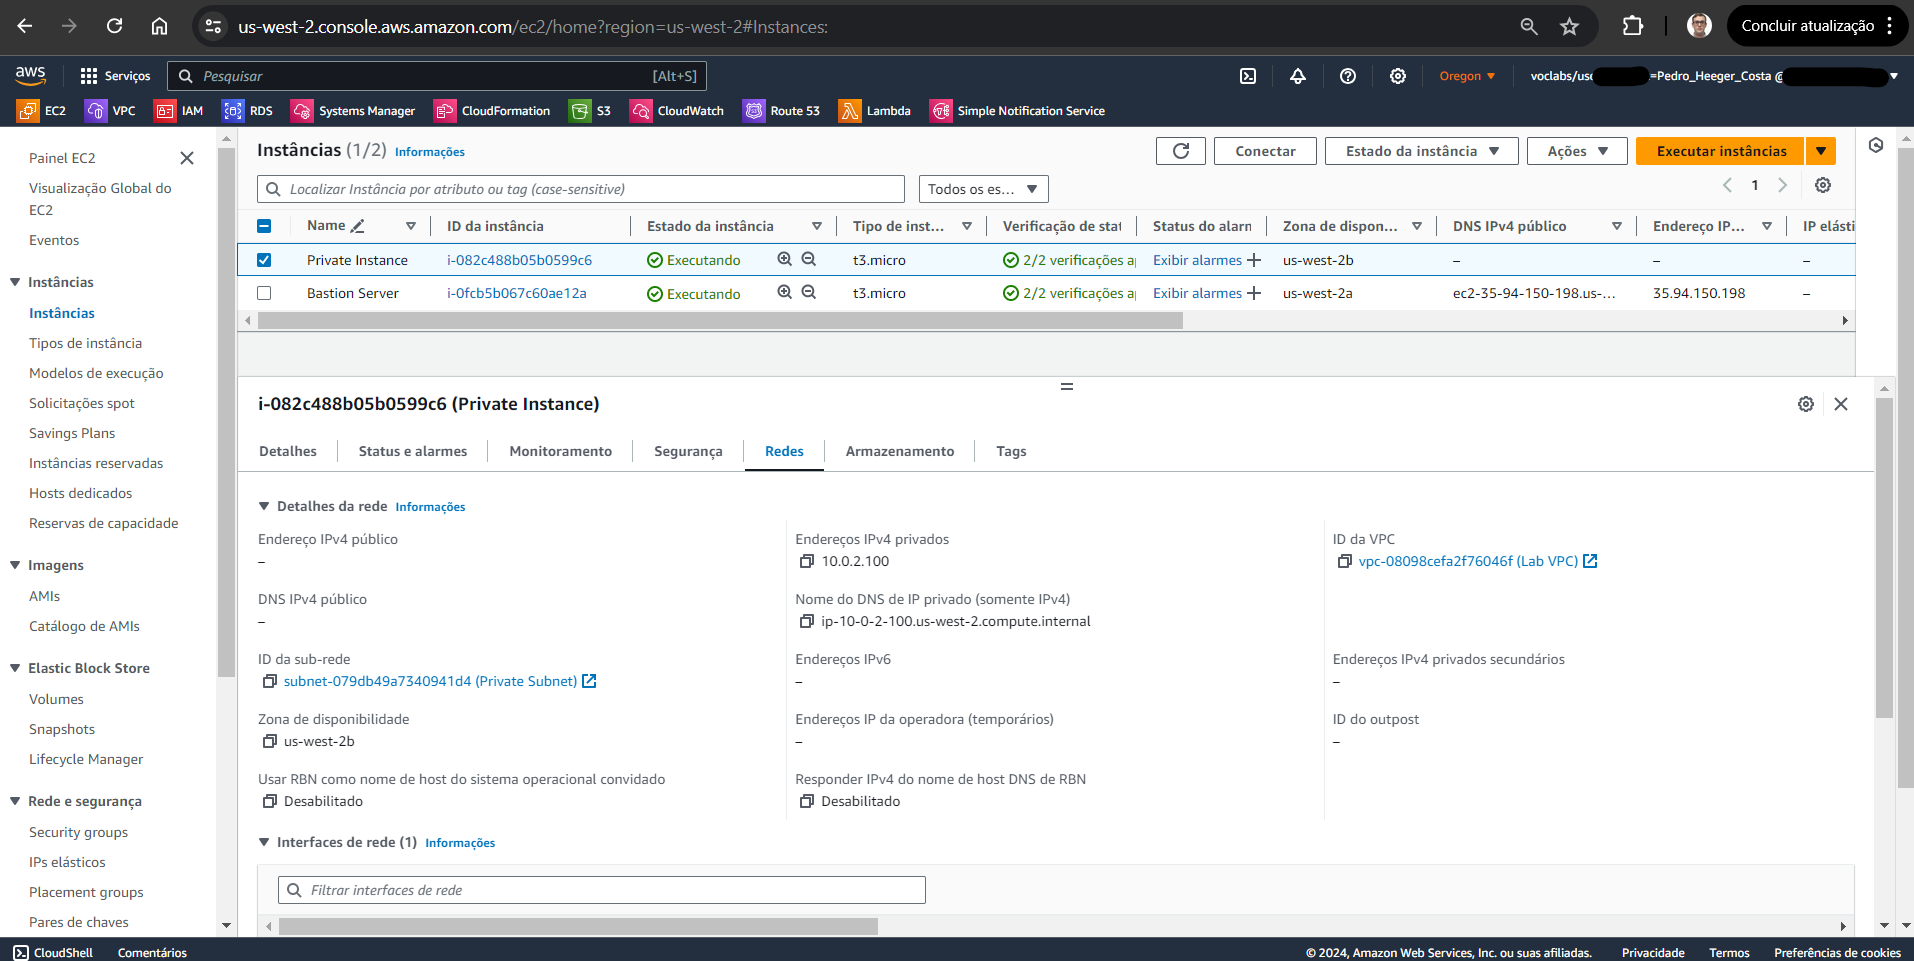 us-west-2.console.aws.amazon.com/ec2/home?region=us-west-2#Instances:
Concluir atualização
aws
Serviços
Pesquisar
[Alt+S]
Oregon
voclabs/us
=Pedro_Heeger_Costa @
EC2
VPC
IAM
RDS
Systems Manager
CloudFormation
S3
CloudWatch
Route 53
Lambda
Simple Notification Service
Painel EC2
Visualização Global do
EC2
Eventos
Instâncias
Instâncias
Tipos de instância
Modelos de execução
Solicitações spot
Savings Plans
Instâncias reservadas
Hosts dedicados
Reservas de capacidade
Imagens
AMIs
Catálogo de AMIs
Elastic Block Store
Volumes
Snapshots
Lifecycle Manager
Rede e segurança
Security groups
IPs elásticos
Placement groups
Pares de chaves
Instâncias (1/2) Informações
Conectar
Estado da instância
Ações
Executar instâncias
Localizar Instância por atributo ou tag (case-sensitive)
Todos os es...
1
Name ID da instância Estado da instância Tipo de inst... Verificação de stat Status do alarn Zona de dispon... DNS IPv4 público Endereço IP... IP elásti
Private Instance i-082c488b05b0599c6 Executando t3.micro 2/2 verificações a Exibir alarmes + us-west-2b – – –
Bastion Server i-0fcb5b067c60ae12a Executando t3.micro 2/2 verificações a Exibir alarmes + us-west-2a ec2-35-94-150-198.us-... 35.94.150.198 –
i-082c488b05b0599c6 (Private Instance)
Detalhes Status e alarmes Monitoramento Segurança Redes Armazenamento Tags
Detalhes da rede Informações
Endereço IPv4 público
–
Endereços IPv4 privados
10.0.2.100
ID da VPC
vpc-08098cefa2f76046f (Lab VPC)
DNS IPv4 público
–
Nome do DNS de IP privado (somente IPv4)
ip-10-0-2-100.us-west-2.compute.internal
ID da sub-rede
subnet-079db49a7340941d4 (Private Subnet)
Endereços IPv6
–
Endereços IPv4 privados secundários
–
Zona de disponibilidade
us-west-2b
Endereços IP da operadora (temporários)
–
ID do outpost
–
Usar RBN como nome de host do sistema operacional convidado
Desabilitado
Responder IPv4 do nome de host DNS de RBN
Desabilitado
Interfaces de rede (1) Informações
Filtrar interfaces de rede
CloudShell
Comentários
© 2024, Amazon Web Services, Inc. ou suas afiliadas.
Privacidade
Termos
Preferências de cookies